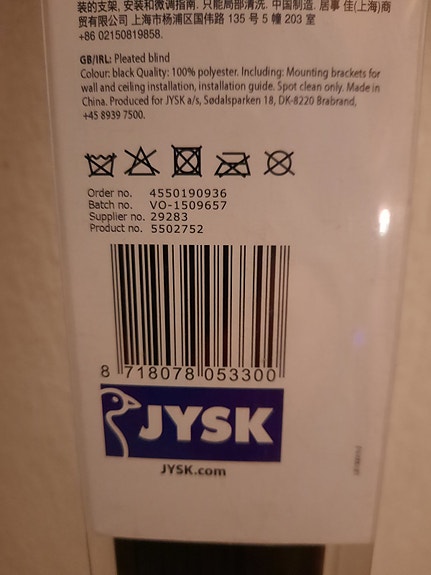 装的支架, 安装和微调指南. 只能局部清洗. 中国制造. 居事 佳(上海)商
贸有限公司 上海市杨浦区国伟路 135 号 5 幢 203 室
+86 02150819858.
GB/IRL: Pleated blind
Colour: black Quality: 100% polyester. Including: Mounting brackets for
wall and ceiling installation, installation guide. Spot clean only. Made in
China. Produced for JYSK a/s, Sødalsparken 18, DK-8220 Brabrand,
+45 8939 7500.
Order no. 4550190936
Batch no. VO-1509657
Supplier no. 29283
Product no. 5502752
8 718078 053300
JYSK
JYSK.com